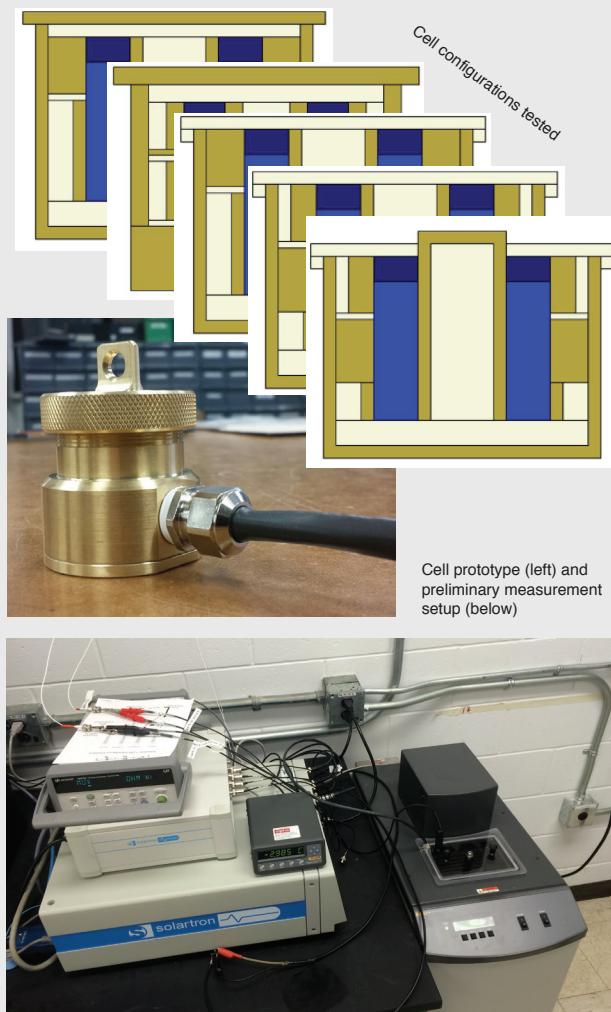 Cell configurations tested
Cell prototype (left) and
preliminary measurement
setup (below)
solartron